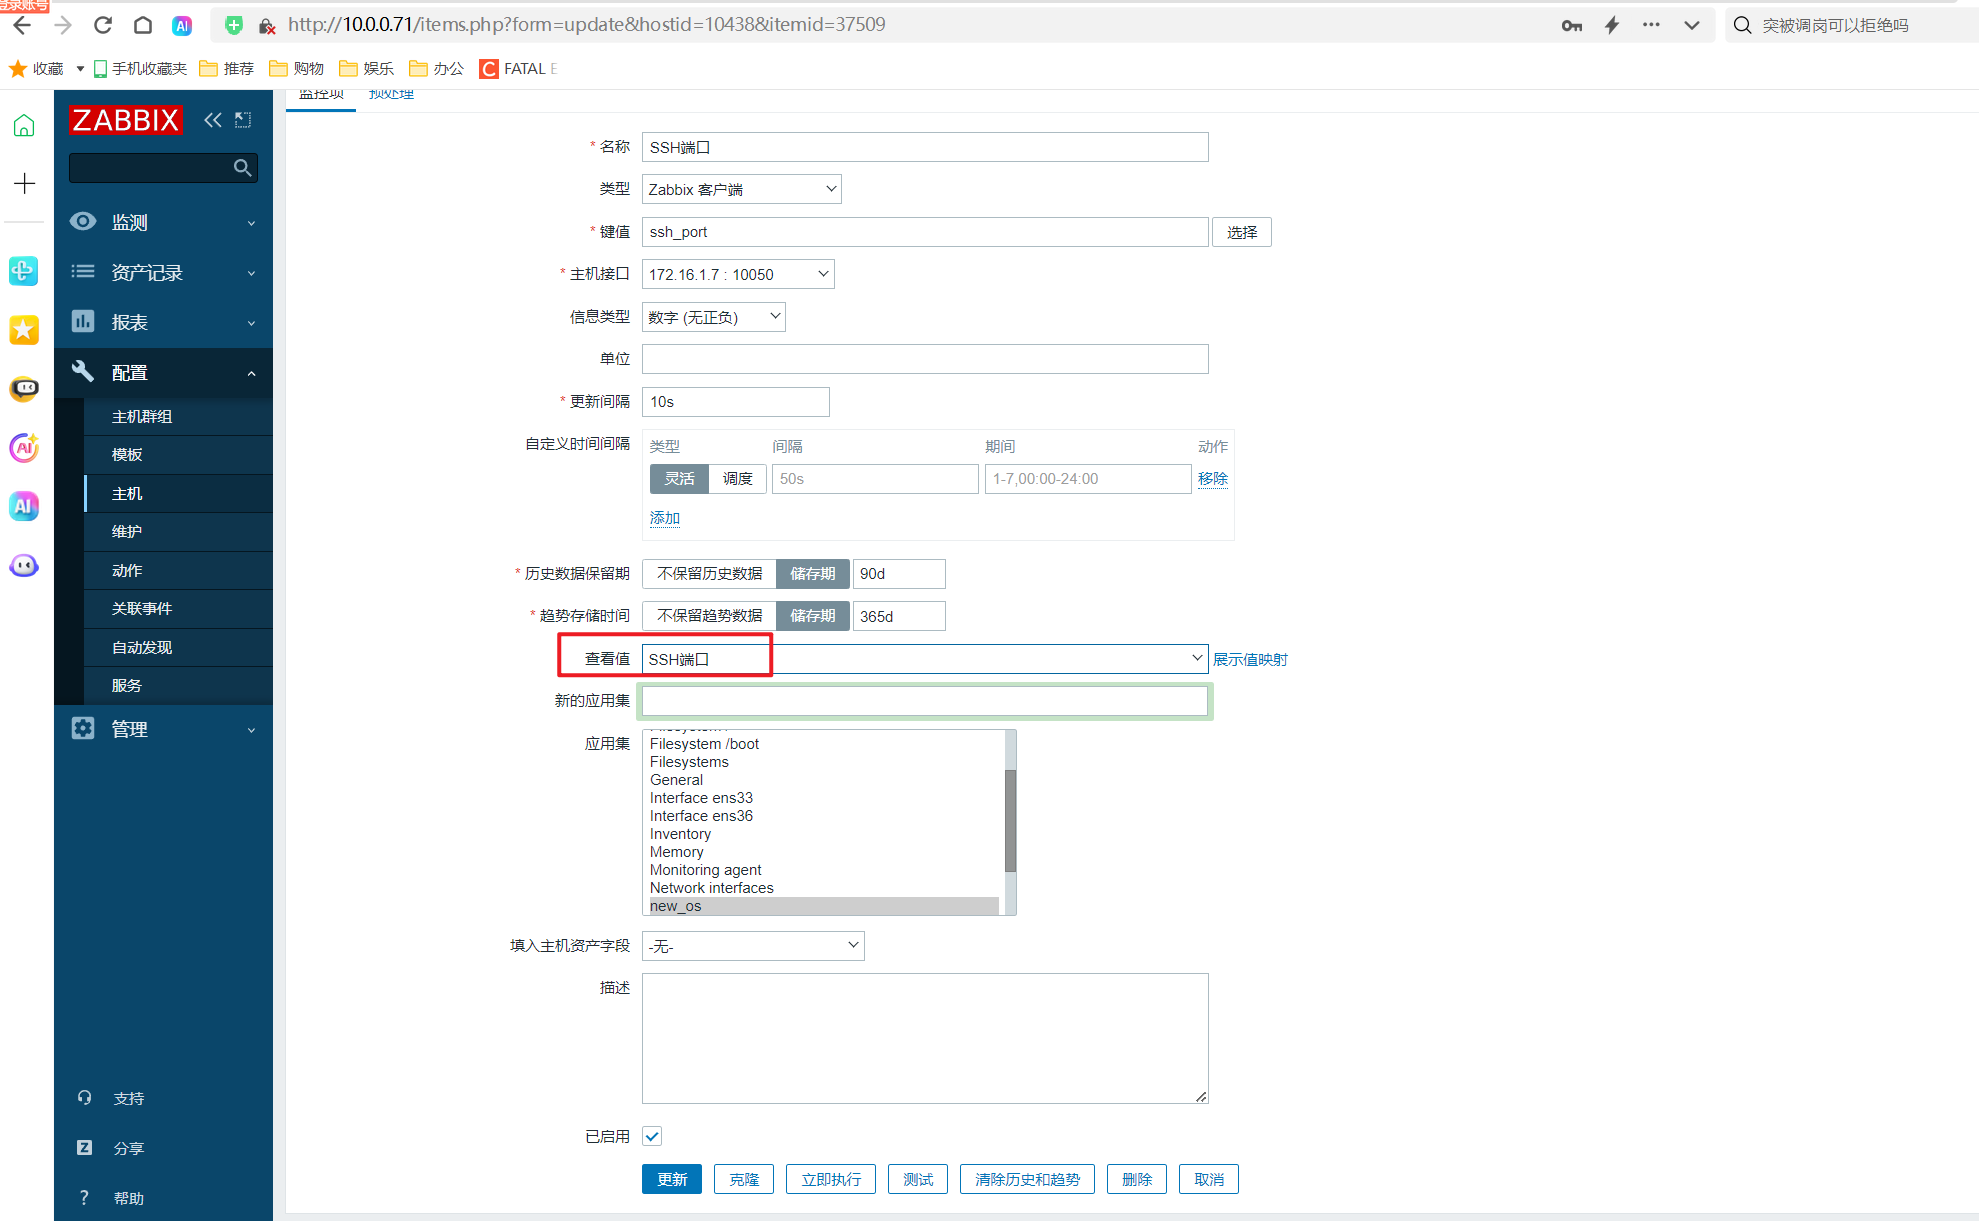 登录账号
AI http://10.0.0.71/items.php?form=update&hostid=10438&itemid=37509 突被调岗可以拒绝吗
收藏 手机收藏夹 推荐 购物 娱乐 办公 C FATAL E
ZABBIX
监测
资产记录
报表
配置
主机群组
模板
主机
维护
动作
关联事件
自动发现
服务
管理
支持
Z 分享
? 帮助
AI
AI
监控项 预处理
* 名称 SSH端口
类型 Zabbix 客户端
* 键值 ssh_port 选择
* 主机接口 172.16.1.7 : 10050
信息类型 数字 (无正负)
单位
* 更新间隔 10s
自定义时间间隔 类型 间隔 期间 动作
灵活 调度 50s 1-7,00:00-24:00 移除
添加
* 历史数据保留期 不保留历史数据 储存期 90d
* 趋势存储时间 不保留趋势数据 储存期 365d
查看值 SSH端口 展示值映射
新的应用集
应用集
Filesystem /boot
Filesystems
General
Interface ens33
Interface ens36
Inventory
Memory
Monitoring agent
Network interfaces
new_os
填入主机资产字段 -无-
描述
已启用
更新 克隆 立即执行 测试 清除历史和趋势 删除 取消